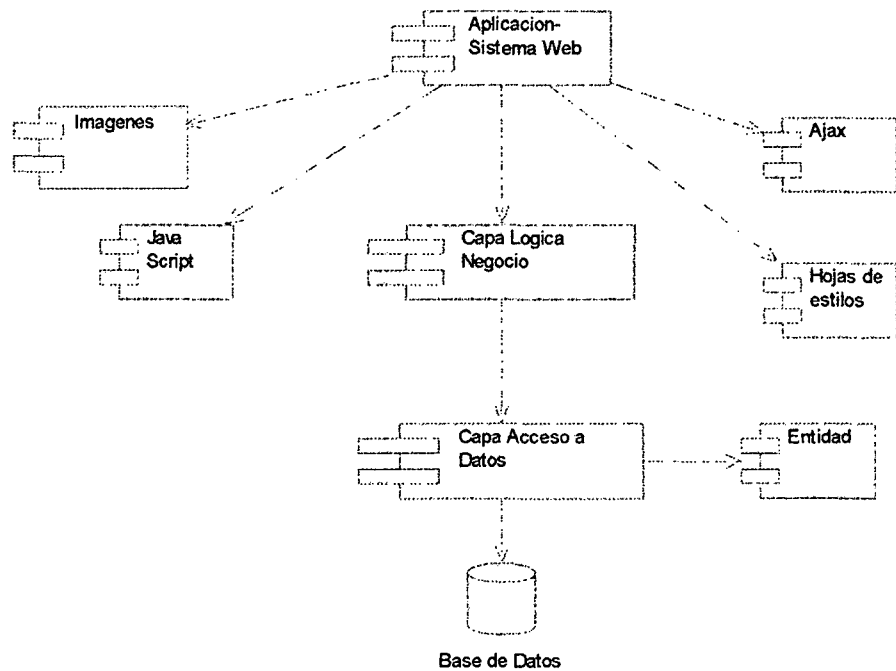 Aplicacion-
Sistema Web
Imagenes
Ajax
Java
Script
Capa Logica
Negocio
Hojas de
estilos
Capa Acceso a
Datos
Entidad
Base de Datos